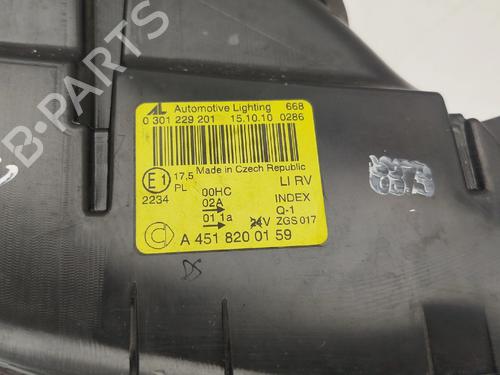 B-PARTS
AL Automotive Lighting 668
0 301 229 201 15.10.10 0286
Made in Czech Republic
E1 17,5
PL
2234
00HC
02A
01 1a
LI RV
INDEX
Q-1
24V ZGS 017
A 451 820 01 59
DS